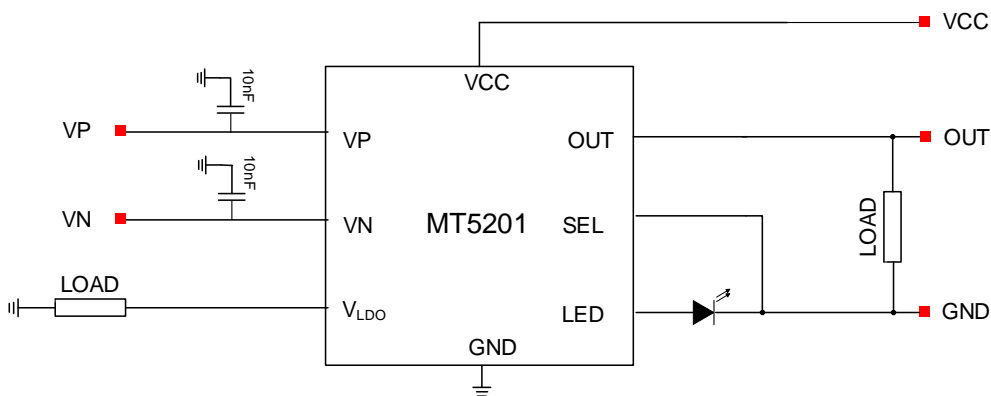 VCC
10nF
VCC
VP
VP
OUT
OUT
10nF
VN
VN
MT5201
SEL
LOAD
LOAD
VLDO
LED
GND
GND